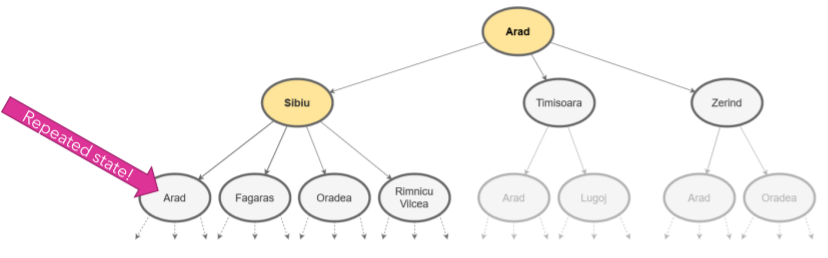 Arad
Sibiu
Timisoara
Zerind
Repeated state!
Arad
Fagaras
Oradea
Rimnicu
Vilcea
Arad
Lugoj
Arad
Oradea